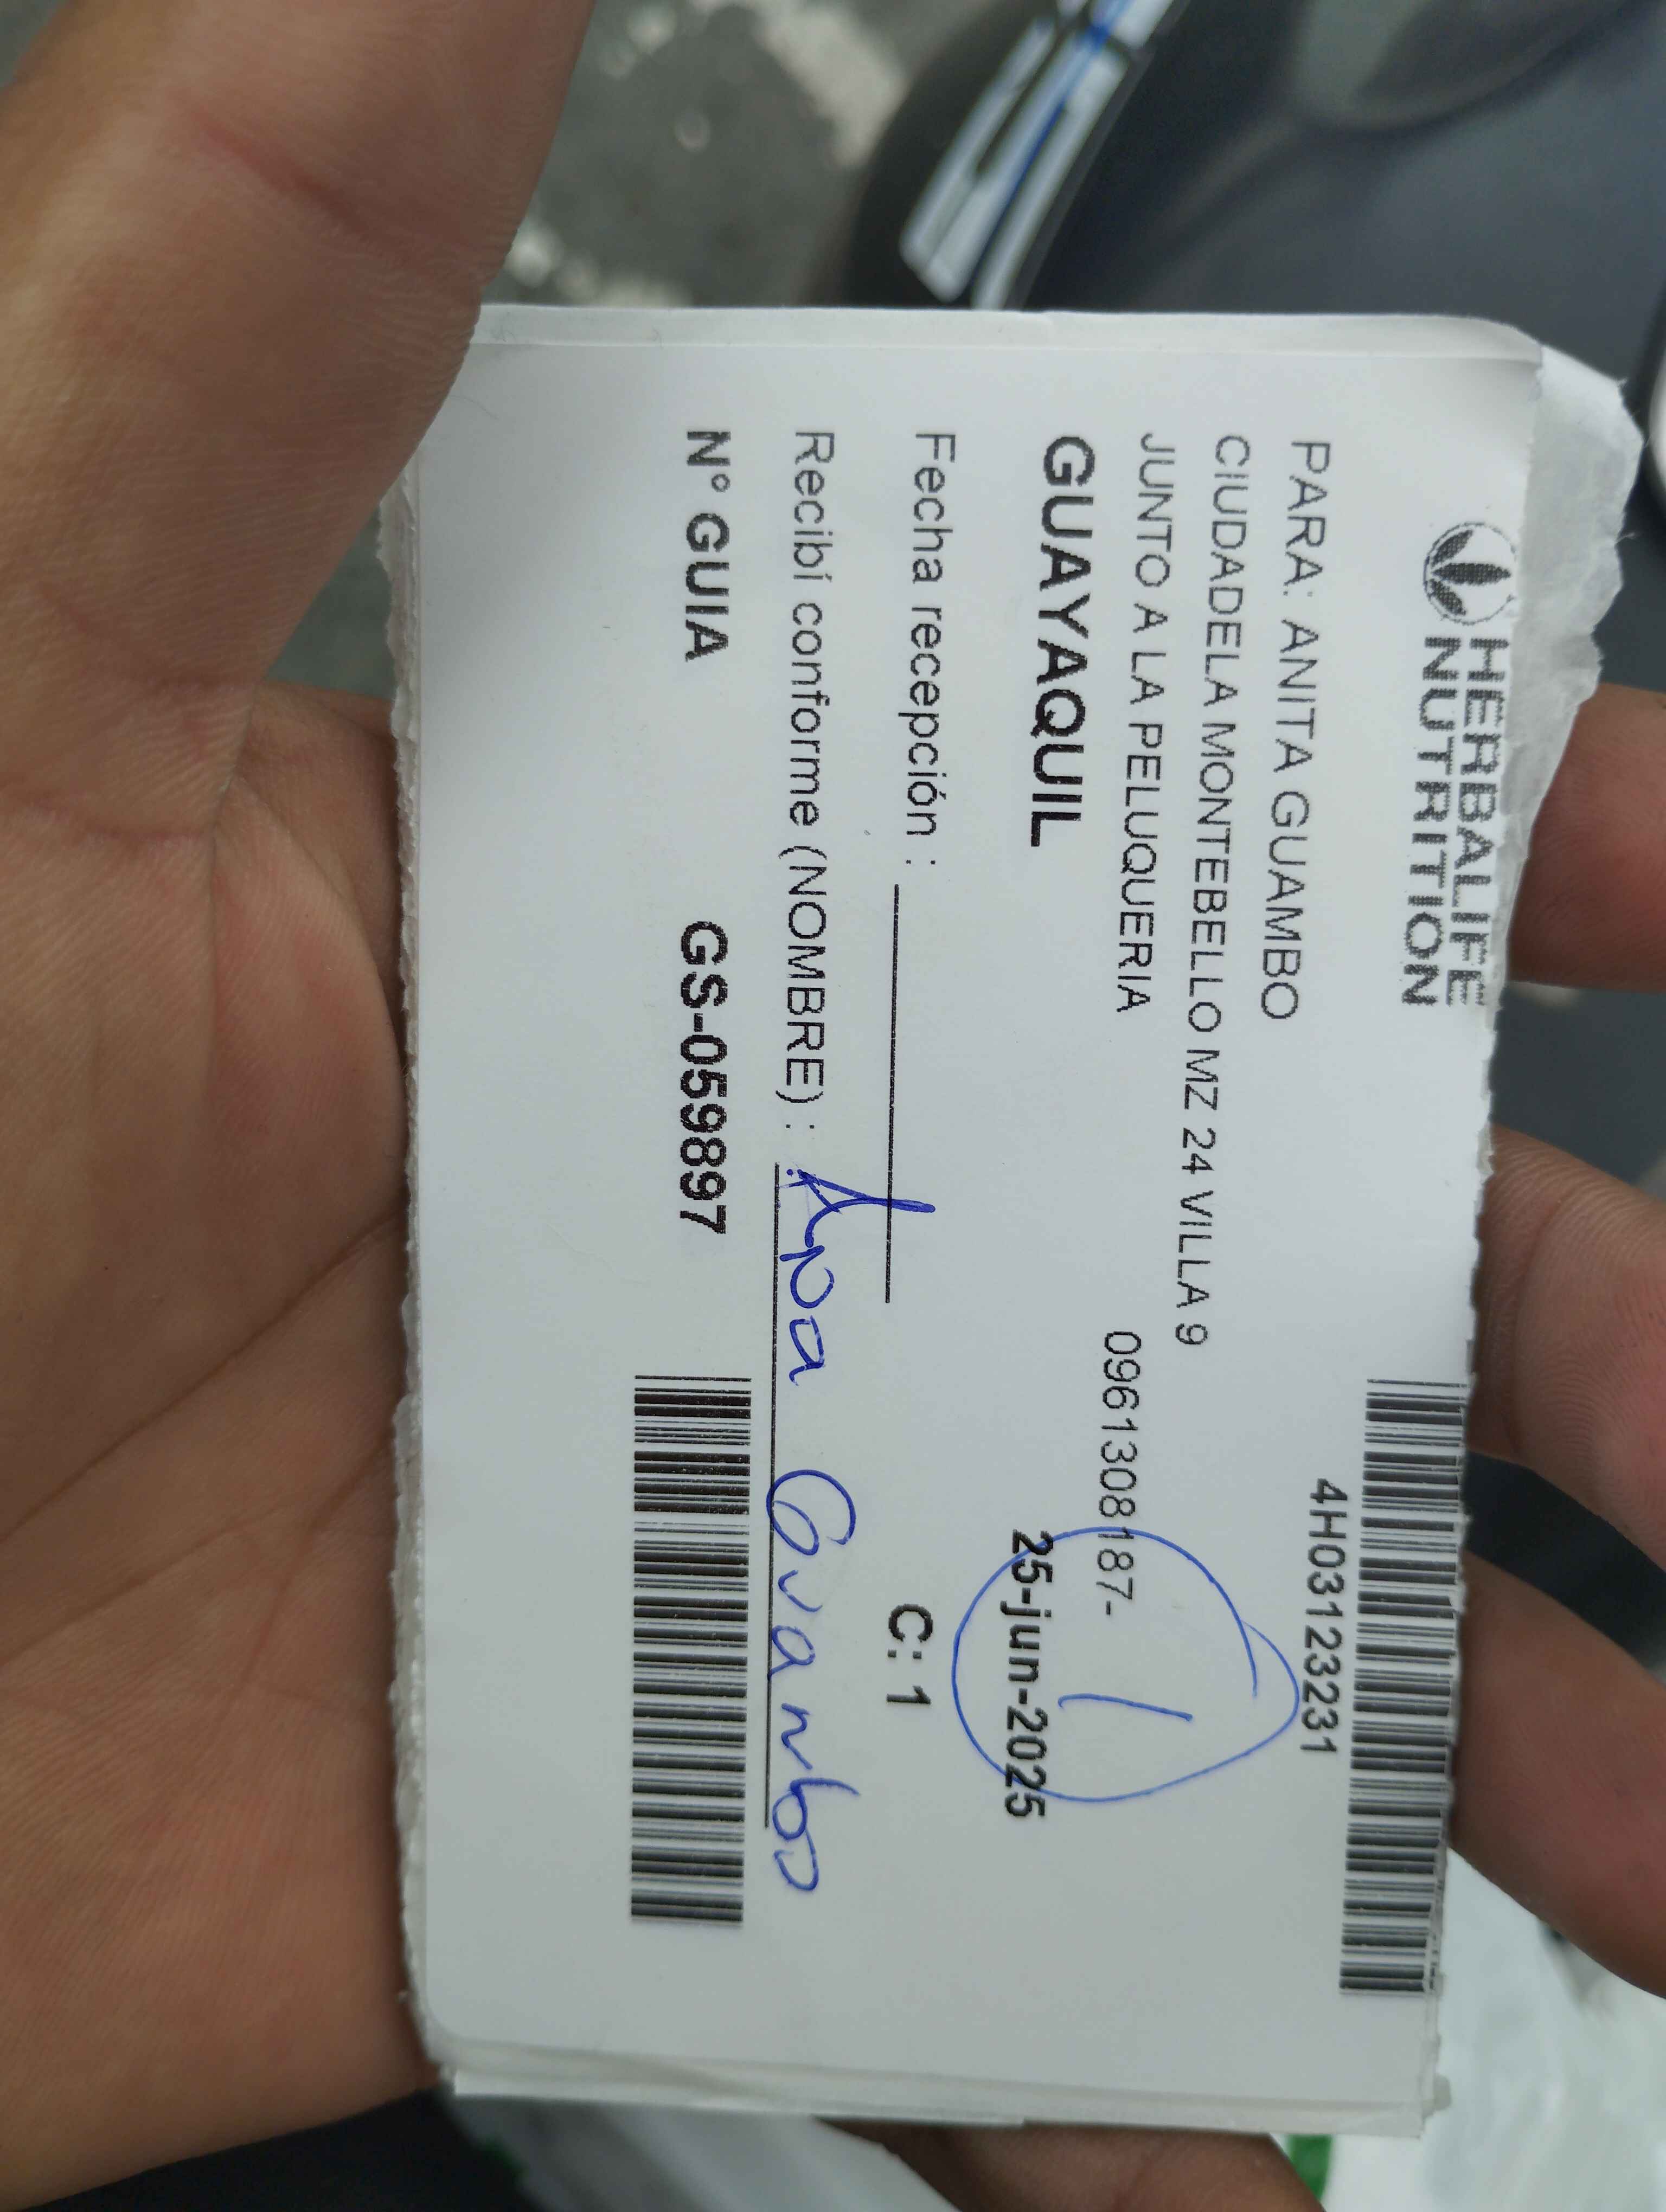 HERBALIFE
NUTRITION
4H03123231
PARA: ANITA GUAMBO
CIUDADELA MONTEBELLO MZ 24 VILLA 9
JUNTO A LA PELUQUERIA 0961308187-
1
GUAYAQUIL 25-jun-2025
Fecha recepción : C: 1
Recibí conforme (NOMBRE) : Ana Guambo
N° GUIA GS-059897